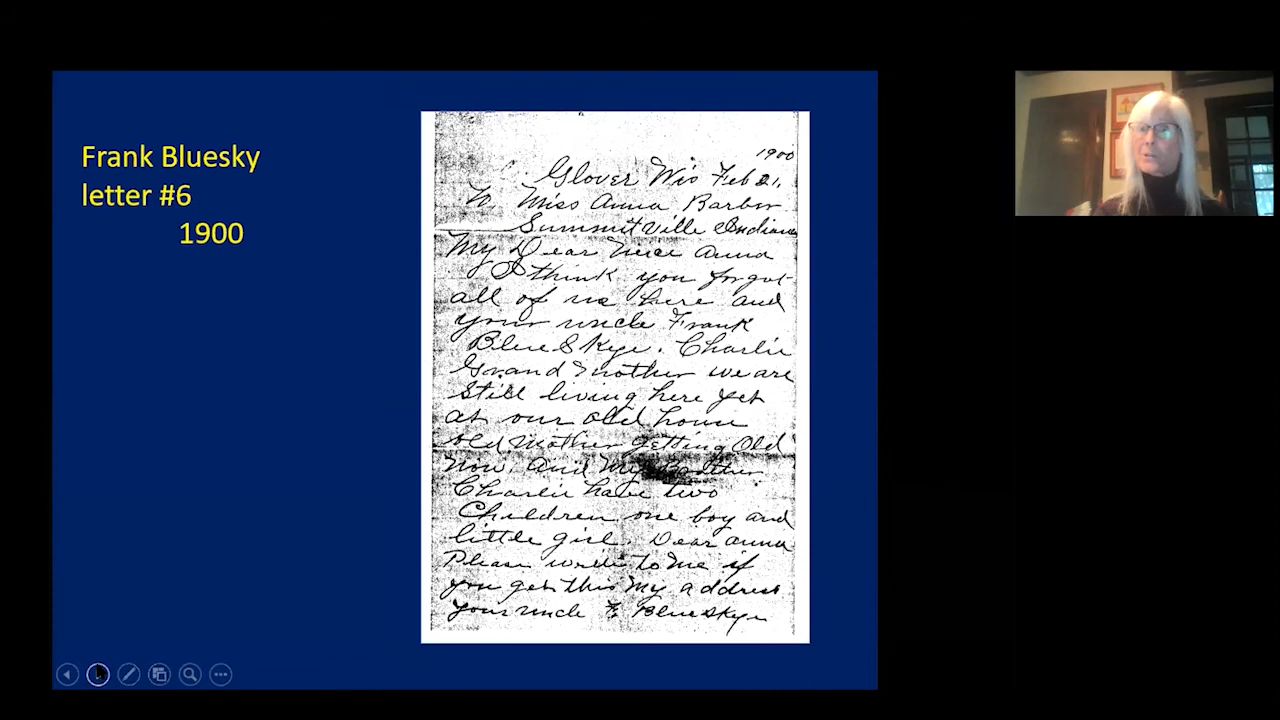 Frank Bluesky
letter #6
1900
1900
Glover Wis Feb 21,
To Miss Anna Barber
Summitville Indiana
My Dear niece Anna
I think you forgot
all of us here and
your uncle Frank
BlueSkye. Charlie
Grand Mother we are
Still living here yet
at our old home
old Mother getting Old
Now. And My Brother
Charlie have two
Children one boy and
little girl. Dear Anna
Please write to me if
you get this My address
your uncle F BlueSkye